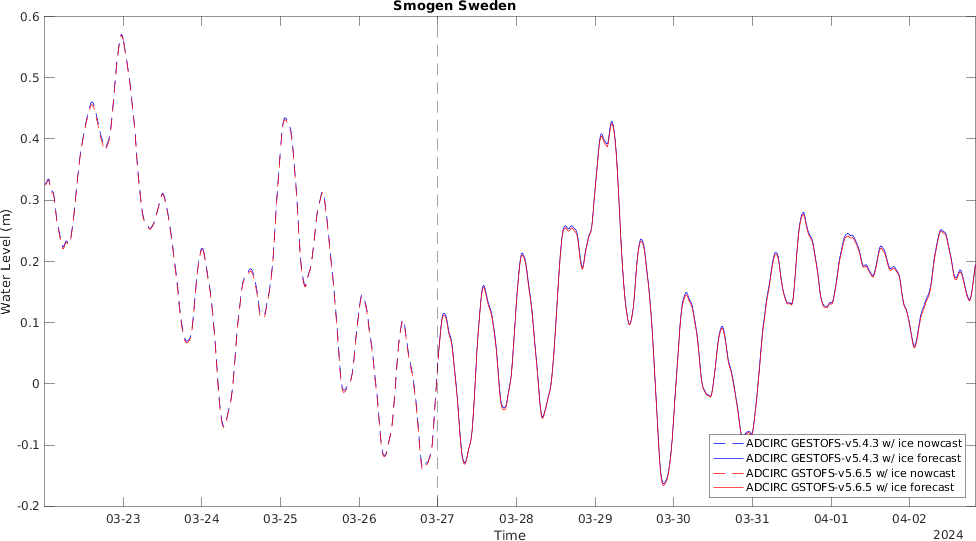 Smogen Sweden
0.6
0.5
0.4
0.3
0.2
0.1
0
-0.1
-0.2
Water Level (m)
ADCIRC GESTOFS-v5.4.3 w/ ice nowcast
ADCIRC GESTOFS-v5.4.3 w/ ice forecast
ADCIRC GSTOFS-v5.6.5 w/ ice nowcast
ADCIRC GSTOFS-v5.6.5 w/ ice forecast
03-23 03-24 03-25 03-26 03-27 03-28 03-29 03-30 03-31 04-01 04-02
Time
2024